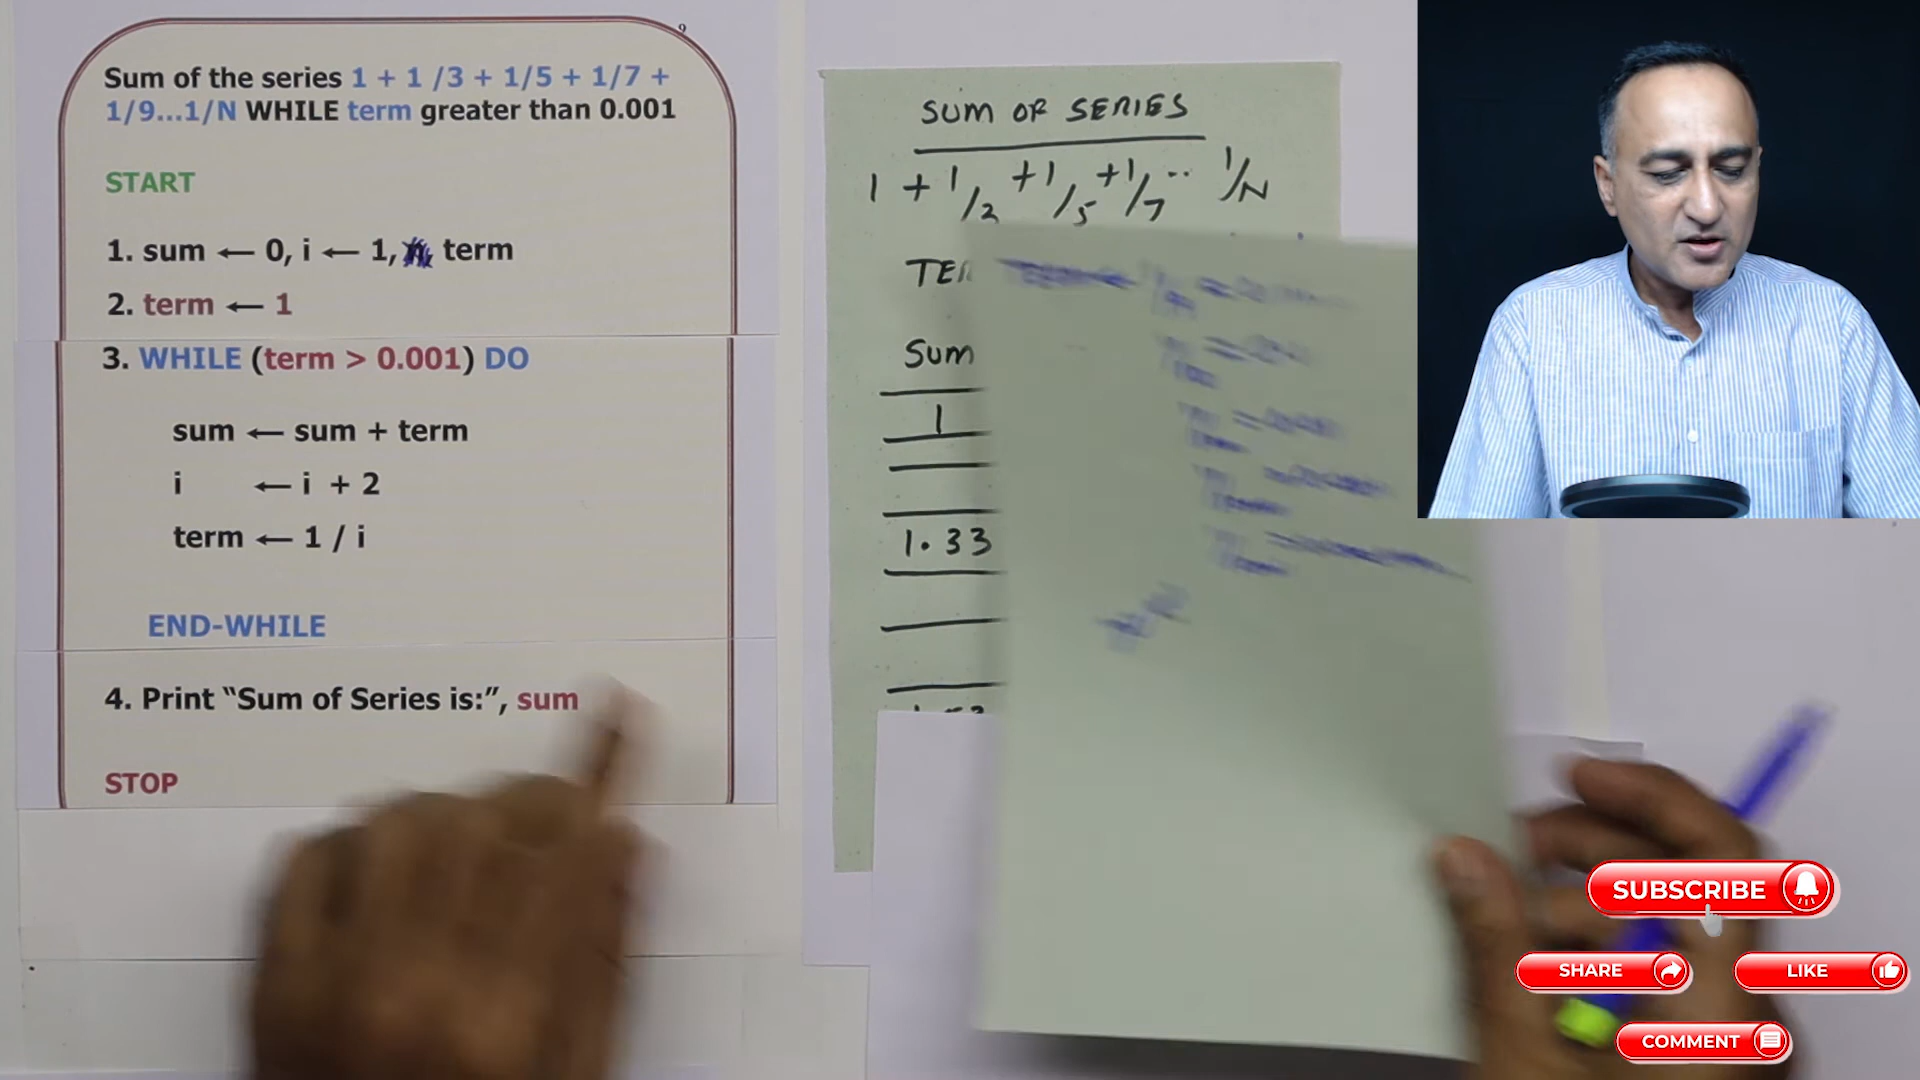 9
Sum of the series 1 + 1 /3 + 1/5 + 1/7 +
1/9...1/N WHILE term greater than 0.001
START
1. sum ← 0, i ← 1, term
2. term ← 1
3. WHILE (term > 0.001) DO
sum ← sum + term
i ← i + 2
term ← 1 / i
END-WHILE
4. Print “Sum of Series is:”, sum
STOP
SUM OF SERIES
1 + 1/2 + 1/5 + 1/7 .. 1/N
TER
Sum
1
1.33
SUBSCRIBE
SHARE
LIKE
COMMENT